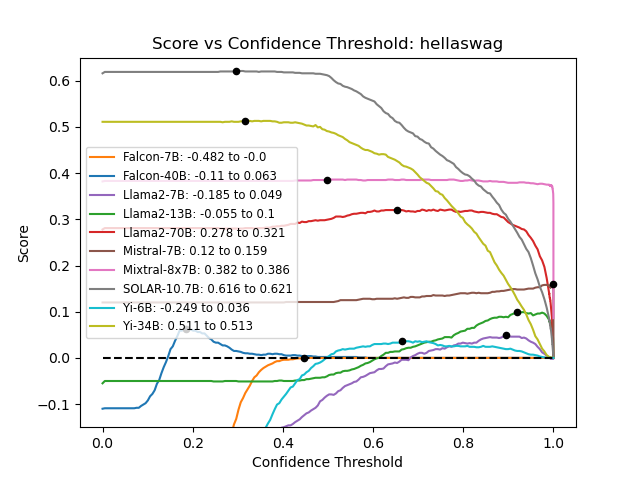 Score vs Confidence Threshold: hellaswag
Score
0.6
0.5
0.4
0.3
0.2
0.1
0.0
−0.1
Falcon-7B: -0.482 to -0.0
Falcon-40B: -0.11 to 0.063
Llama2-7B: -0.185 to 0.049
Llama2-13B: -0.055 to 0.1
Llama2-70B: 0.278 to 0.321
Mistral-7B: 0.12 to 0.159
Mixtral-8x7B: 0.382 to 0.386
SOLAR-10.7B: 0.616 to 0.621
Yi-6B: -0.249 to 0.036
Yi-34B: 0.511 to 0.513
0.0 0.2 0.4 0.6 0.8 1.0
Confidence Threshold